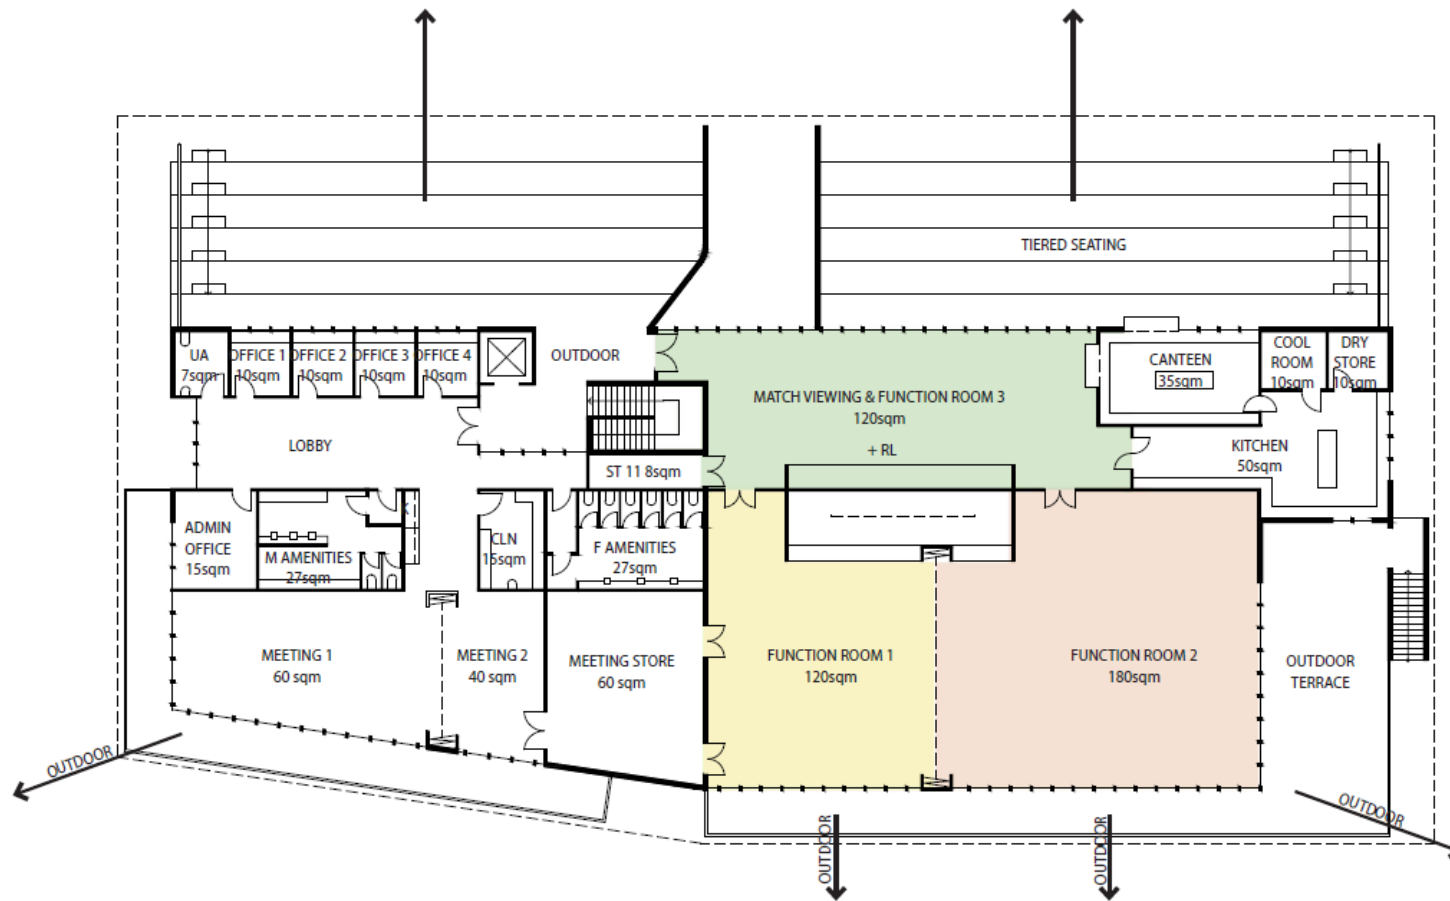 TIERED SEATING
UA
7sqm
OFFICE 1
10sqm
OFFICE 2
10sqm
OFFICE 3
10sqm
OFFICE 4
10sqm
OUTDOOR
MATCH VIEWING & FUNCTION ROOM 3
120sqm
+ RL
CANTEEN
35sqm
COOL
ROOM
10sqm
DRY
STORE
10sqm
LOBBY
KITCHEN
50sqm
ST 11 8sqm
ADMIN
OFFICE
15sqm
M AMENITIES
27sqm
CLN
15sqm
F AMENITIES
27sqm
MEETING 1
60 sqm
MEETING 2
40 sqm
MEETING STORE
60 sqm
FUNCTION ROOM 1
120sqm
FUNCTION ROOM 2
180sqm
OUTDOOR
TERRACE
OUTDOOR
OUTDOOR
OUTDOOR
OUTDOOR